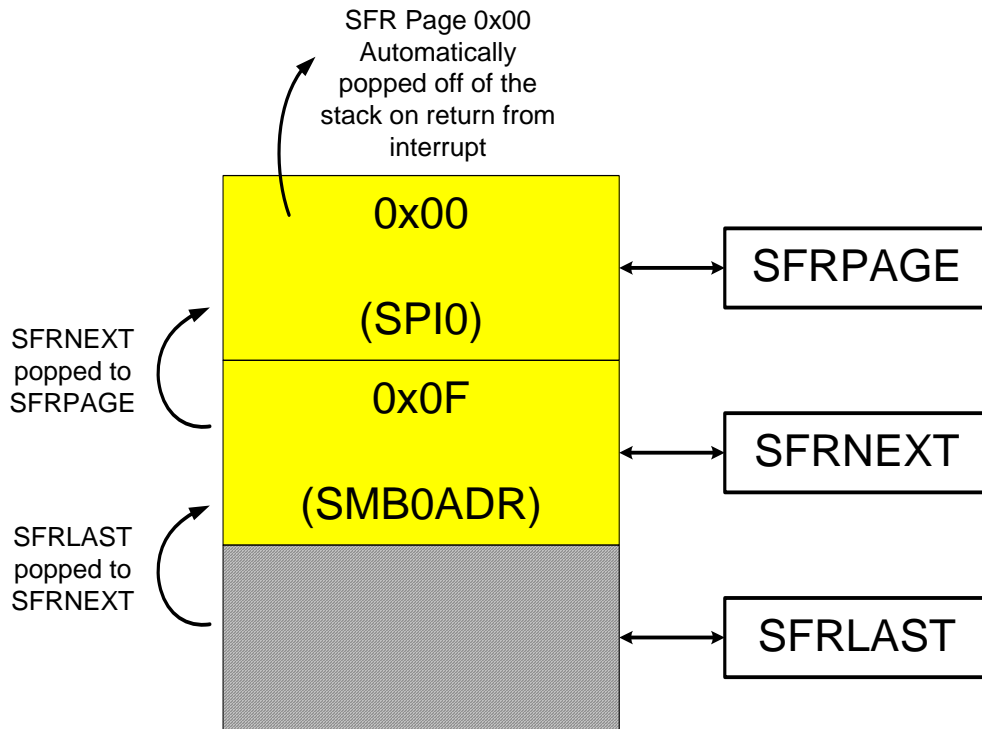 SFR Page 0x00
Automatically
popped off of the
stack on return from
interrupt
0x00
(SPI0)
SFRPAGE
SFRNEXT
popped to
SFRPAGE
0x0F
(SMB0ADR)
SFRNEXT
SFRLAST
popped to
SFRNEXT
SFRLAST